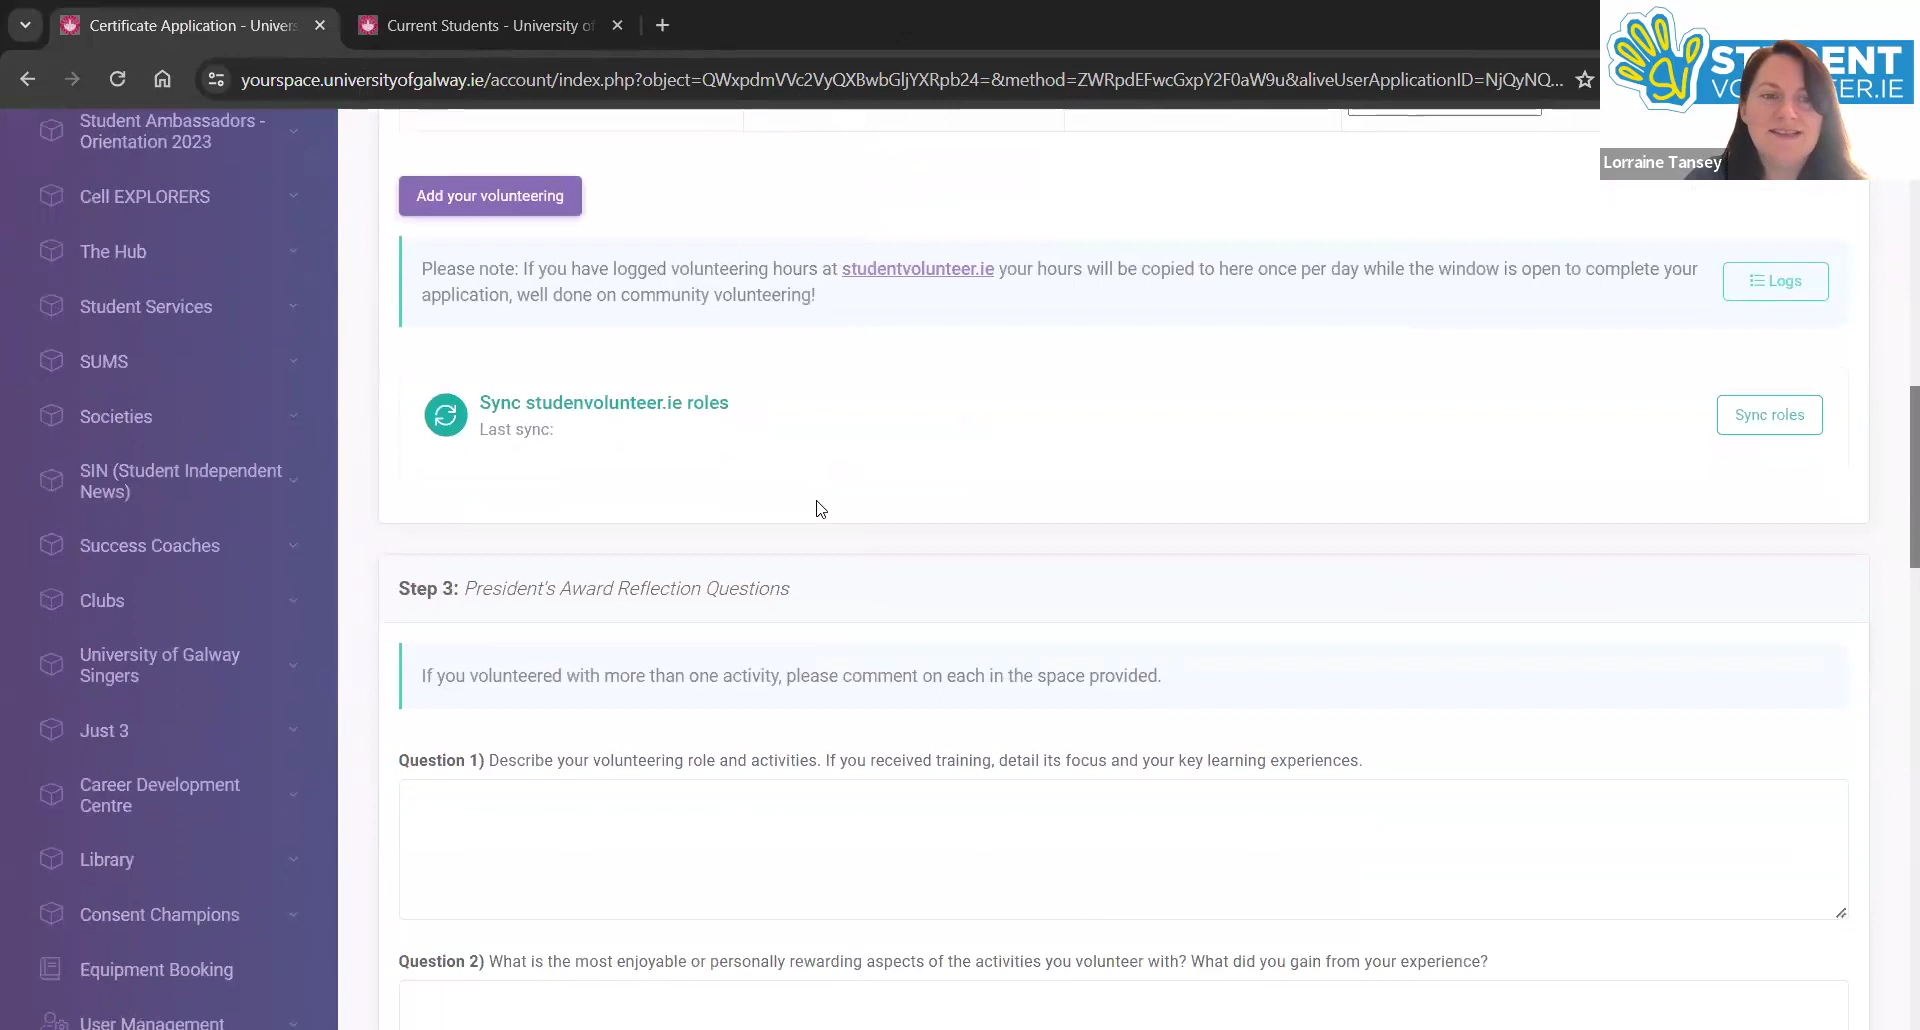 Certificate Application - Univers
Current Students - University of
yourspace.universityofgalway.ie/account/index.php?object=QWxpdmVVc2VyQXBwbGljYXRpb24=&method=ZWRpdEFwcGxpY2F0aW9u&aliveUserApplicationID=NjQyNQ...
STUDENT
VO
ER.IE
Lorraine Tansey
Student Ambassadors -
Orientation 2023
Cell EXPLORERS
The Hub
Student Services
SUMS
Societies
SIN (Student Independent
News)
Success Coaches
Clubs
University of Galway
Singers
Just 3
Career Development
Centre
Library
Consent Champions
Equipment Booking
User Management
Add your volunteering
Please note: If you have logged volunteering hours at studentvolunteer.ie your hours will be copied to here once per day while the window is open to complete your
application, well done on community volunteering!
Logs
Sync studenvolunteer.ie roles
Last sync:
Sync roles
Step 3: President's Award Reflection Questions
If you volunteered with more than one activity, please comment on each in the space provided.
Question 1) Describe your volunteering role and activities. If you received training, detail its focus and your key learning experiences.
Question 2) What is the most enjoyable or personally rewarding aspects of the activities you volunteer with? What did you gain from your experience?